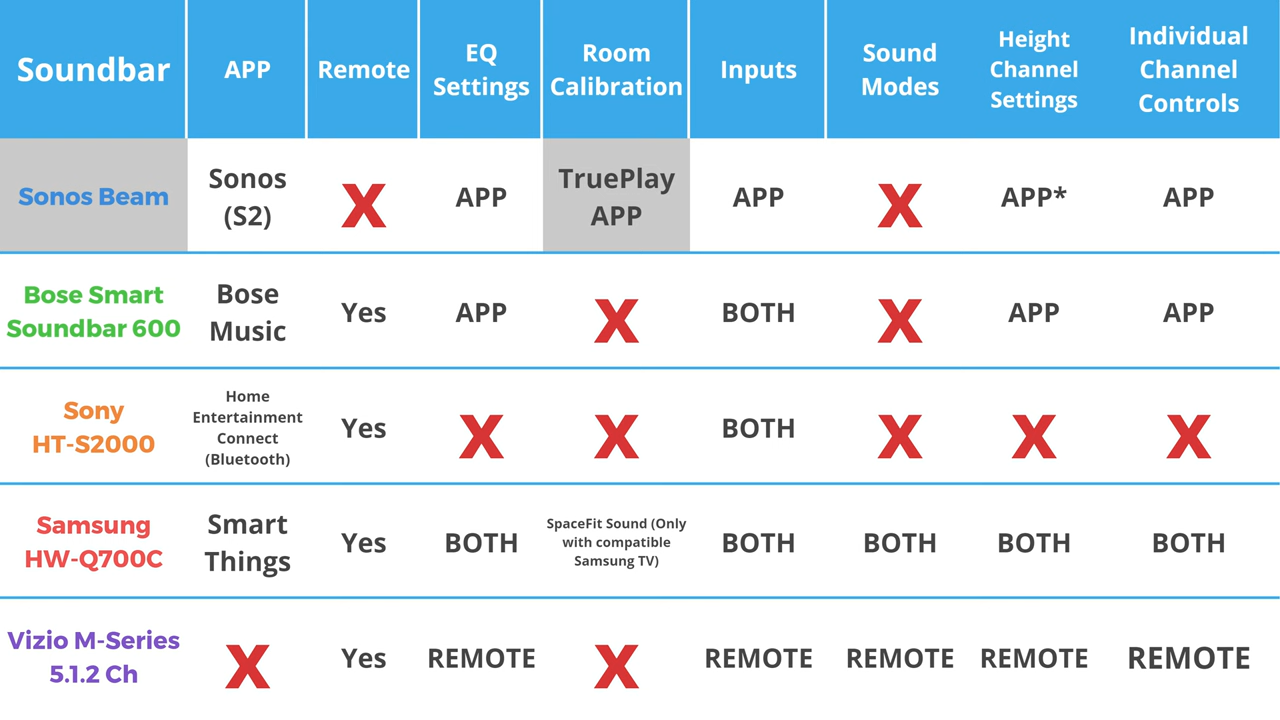 Soundbar
APP
Remote
EQ
Settings
Room
Calibration
Inputs
Sound
Modes
Height
Channel
Settings
Individual
Channel
Controls
Sonos Beam
Sonos
(S2)
X
APP
TruePlay
APP
APP
X
APP*
APP
Bose Smart
Soundbar 600
Bose
Music
Yes
APP
X
BOTH
X
APP
APP
Sony
HT-S2000
Home
Entertainment
Connect
(Bluetooth)
Yes
X
X
BOTH
X
X
X
Samsung
HW-Q700C
Smart
Things
Yes
BOTH
SpaceFit Sound (Only
with compatible
Samsung TV)
BOTH
BOTH
BOTH
BOTH
Vizio M-Series
5.1.2 Ch
X
Yes
REMOTE
X
REMOTE
REMOTE
REMOTE
REMOTE